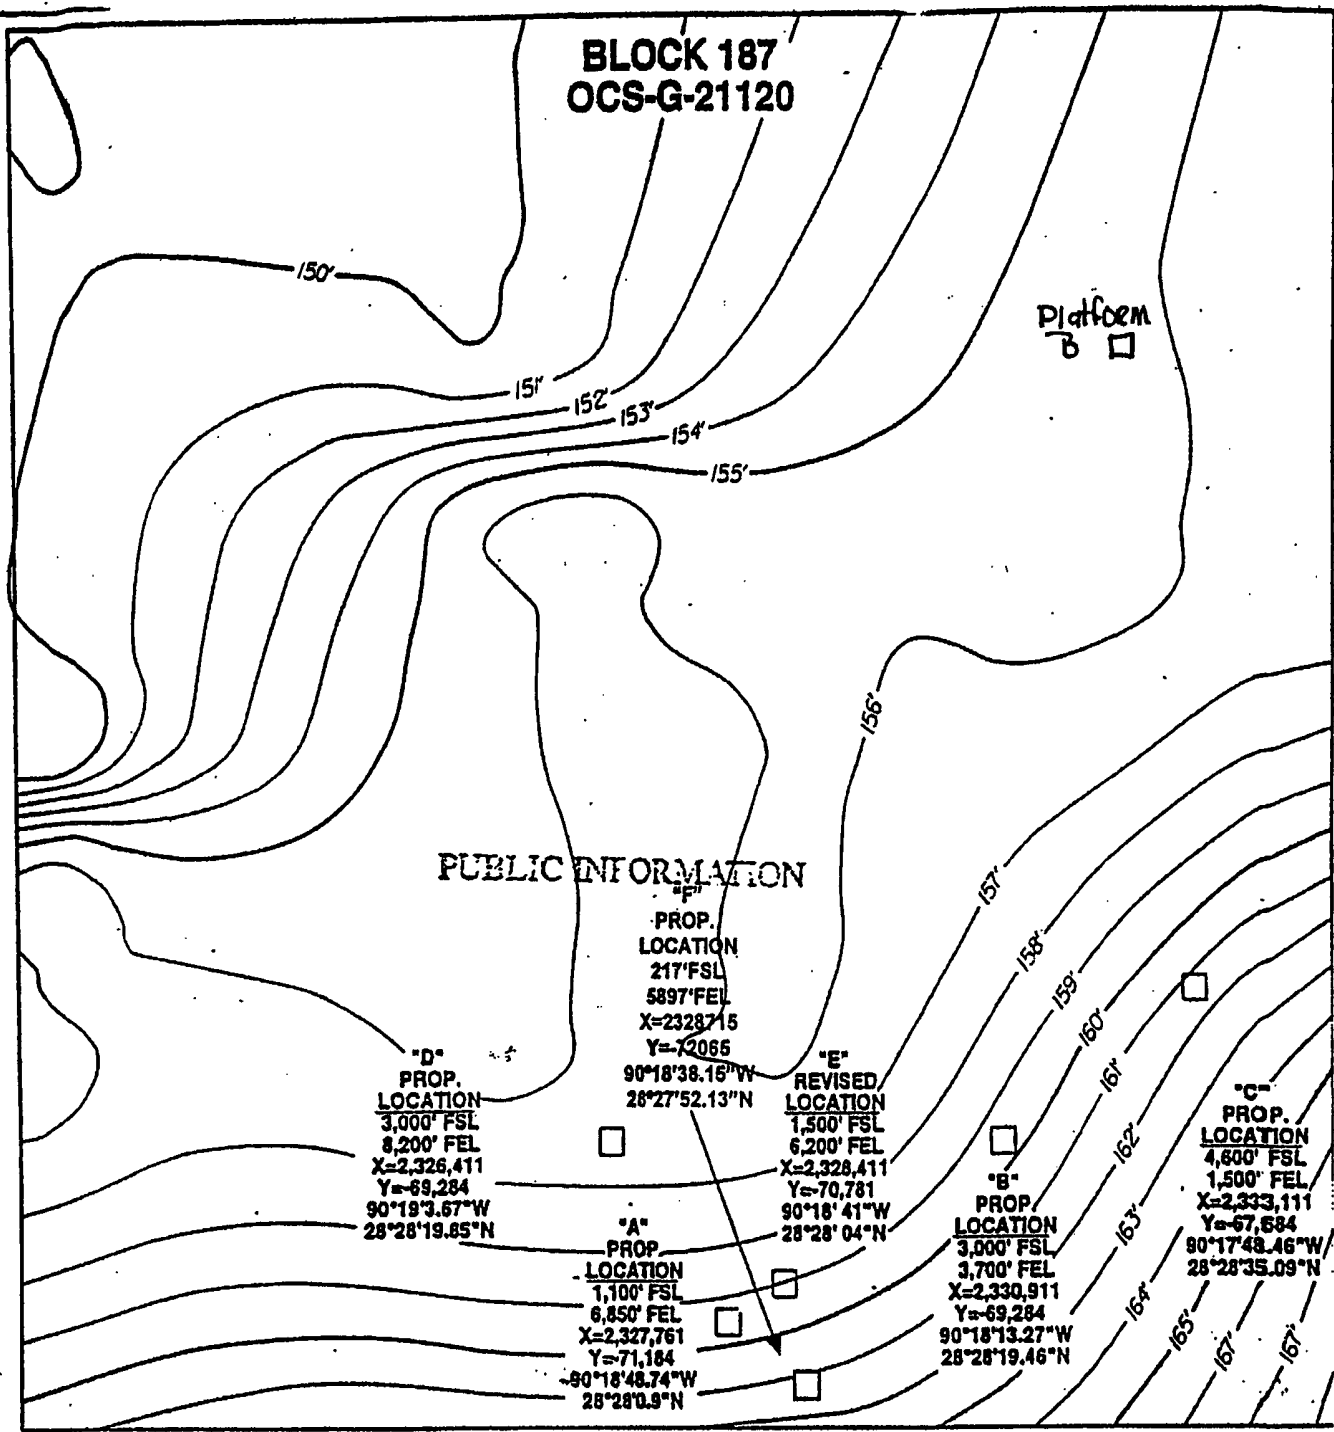 BLOCK 187
OCS-G-21120
150'
Platform
B
151'
152'
153'
154'
155'
156'
PUBLIC INFORMATION
157'
158'
159'
160'
161'
162'
163'
164'
165'
167'
167'
"F"
PROP.
LOCATION
217'FSL
5897'FEL
X=2328715
Y=-72065
90°18'38.15"W
28°27'52.13"N
"D"
PROP.
LOCATION
3,000' FSL
8,200' FEL
X=2,326,411
Y=-69,284
90°19'3.67"W
28°28'19.65"N
"E"
REVISED
LOCATION
1,500' FSL
6,200' FEL
X=2,328,411
Y=-70,781
90°18' 41"W
28°28' 04"N
"A"
PROP.
LOCATION
1,100' FSL
6,850' FEL
X=2,327,761
Y=-71,184
90°18'48.74"W
28°28'0.9"N
"B"
PROP.
LOCATION
3,000' FSL
3,700' FEL
X=2,330,911
Y=-69,284
90°18'13.27"W
28°28'19.46"N
"C"
PROP.
LOCATION
4,600' FSL
1,500' FEL
X=2,333,111
Y=-67,684
90°17'48.46"W
28°28'35.09"N